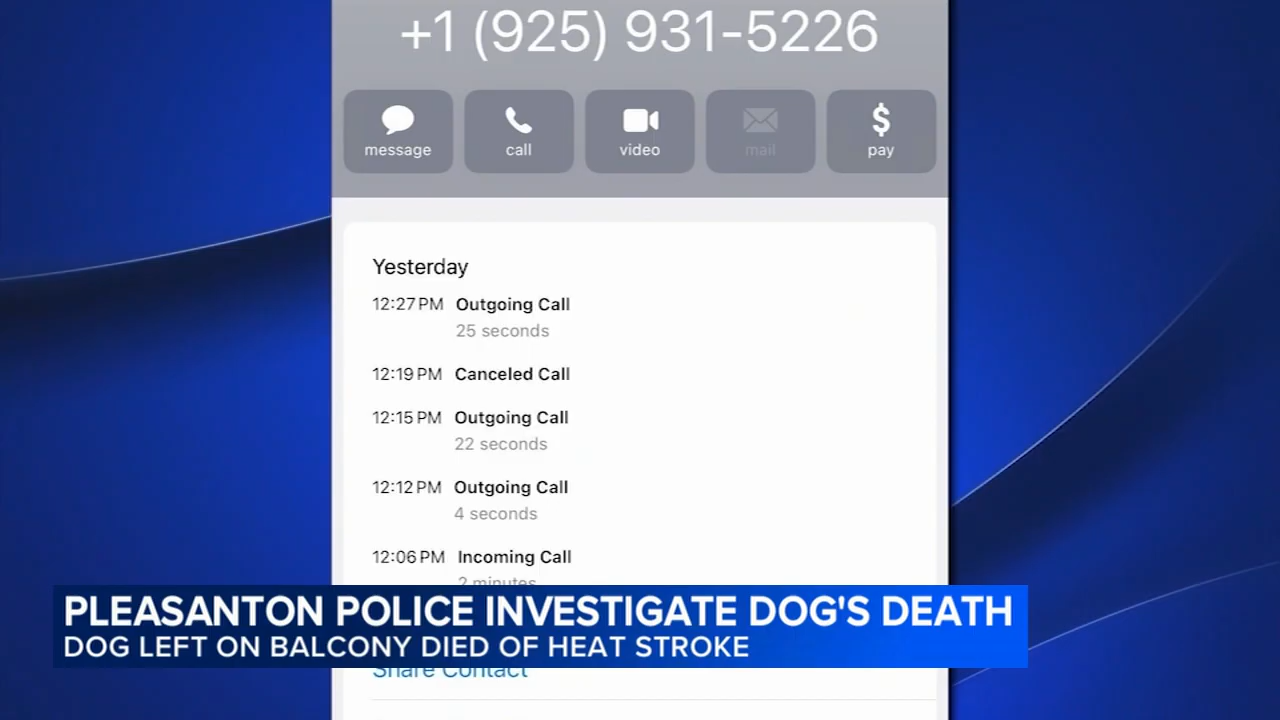 +1 (925) 931-5226
message call video mail pay
Yesterday
12:27 PM Outgoing Call
25 seconds
12:19 PM Canceled Call
12:15 PM Outgoing Call
22 seconds
12:12 PM Outgoing Call
4 seconds
12:06 PM Incoming Call
2 minutes
PLEASANTON POLICE INVESTIGATE DOG'S DEATH
DOG LEFT ON BALCONY DIED OF HEAT STROKE
Share Contact